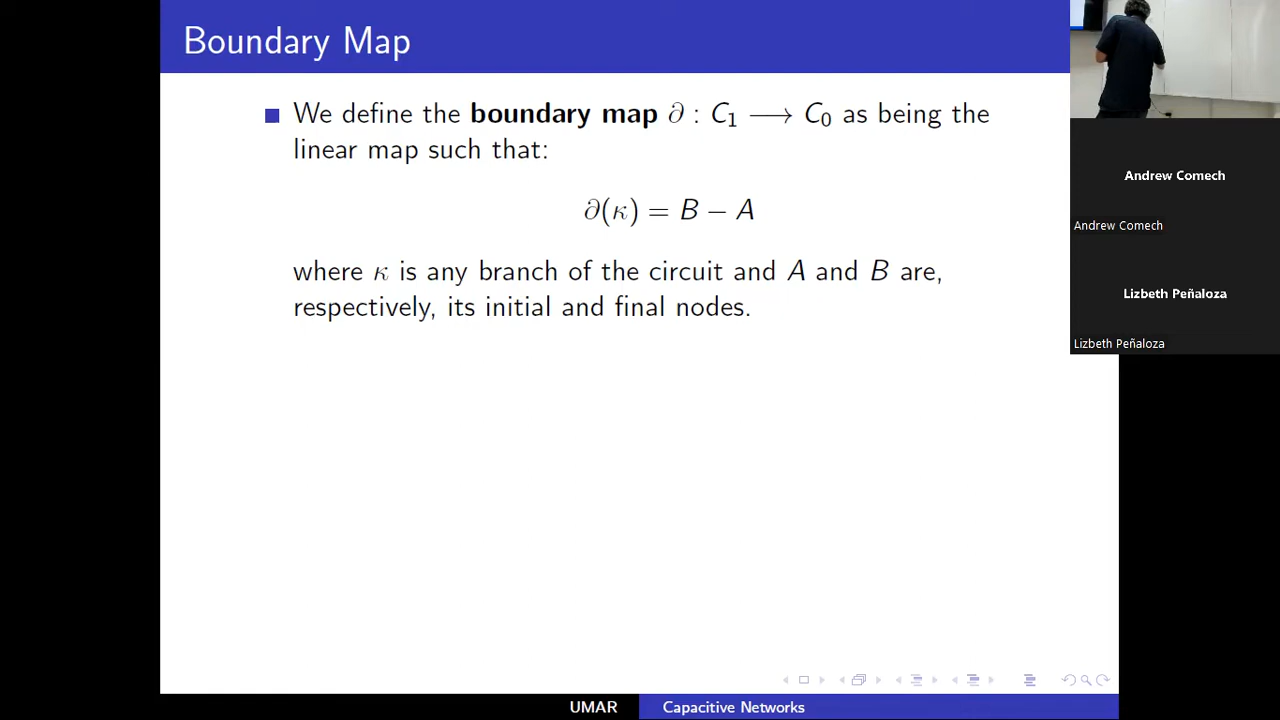 Boundary Map
We define the boundary map ∂ : C₁ ⟶ C₀ as being the
linear map such that:
∂(κ) = B − A
where κ is any branch of the circuit and A and B are,
respectively, its initial and final nodes.
Andrew Comech
Andrew Comech
Lizbeth Peñaloza
Lizbeth Peñaloza
UMAR
Capacitive Networks